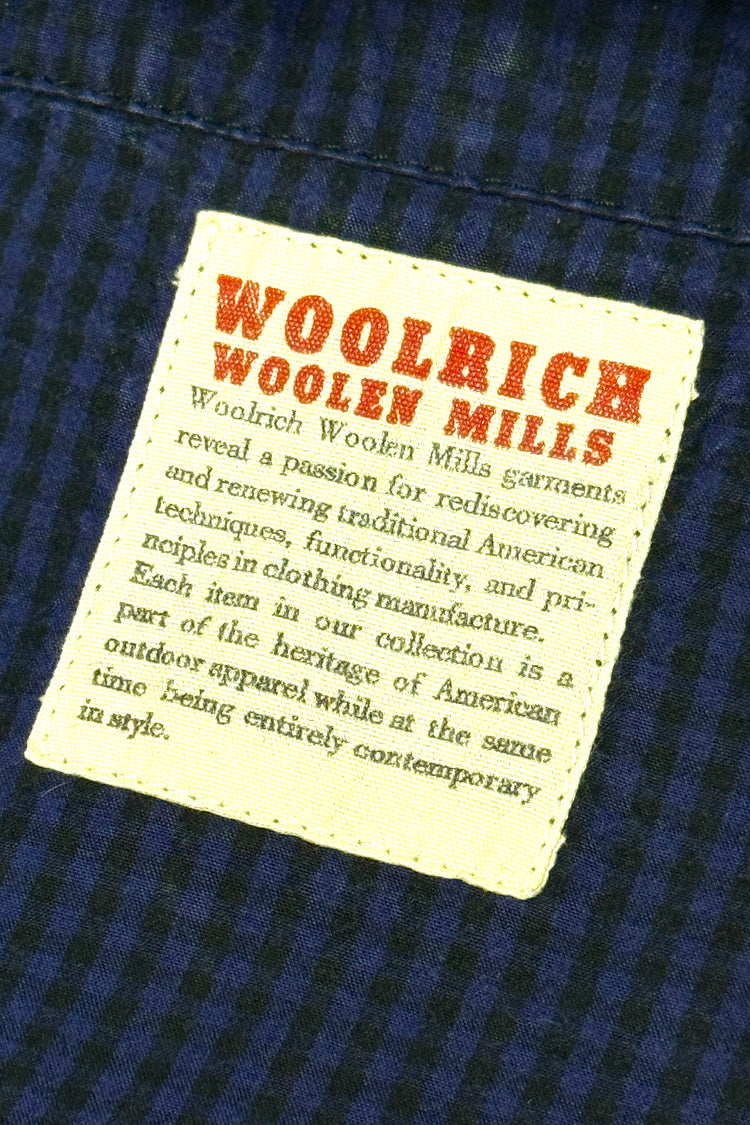 WOOLRICH
WOOLEN MILLS
Woolrich Woolen Mills garments
reveal a passion for rediscovering
and renewing traditional American
techniques, functionality, and pri-
nciples in clothing manufacture.
Each item in our collection is a
part of the heritage of American
outdoor apparel while at the same
time being entirely contemporary
in style.